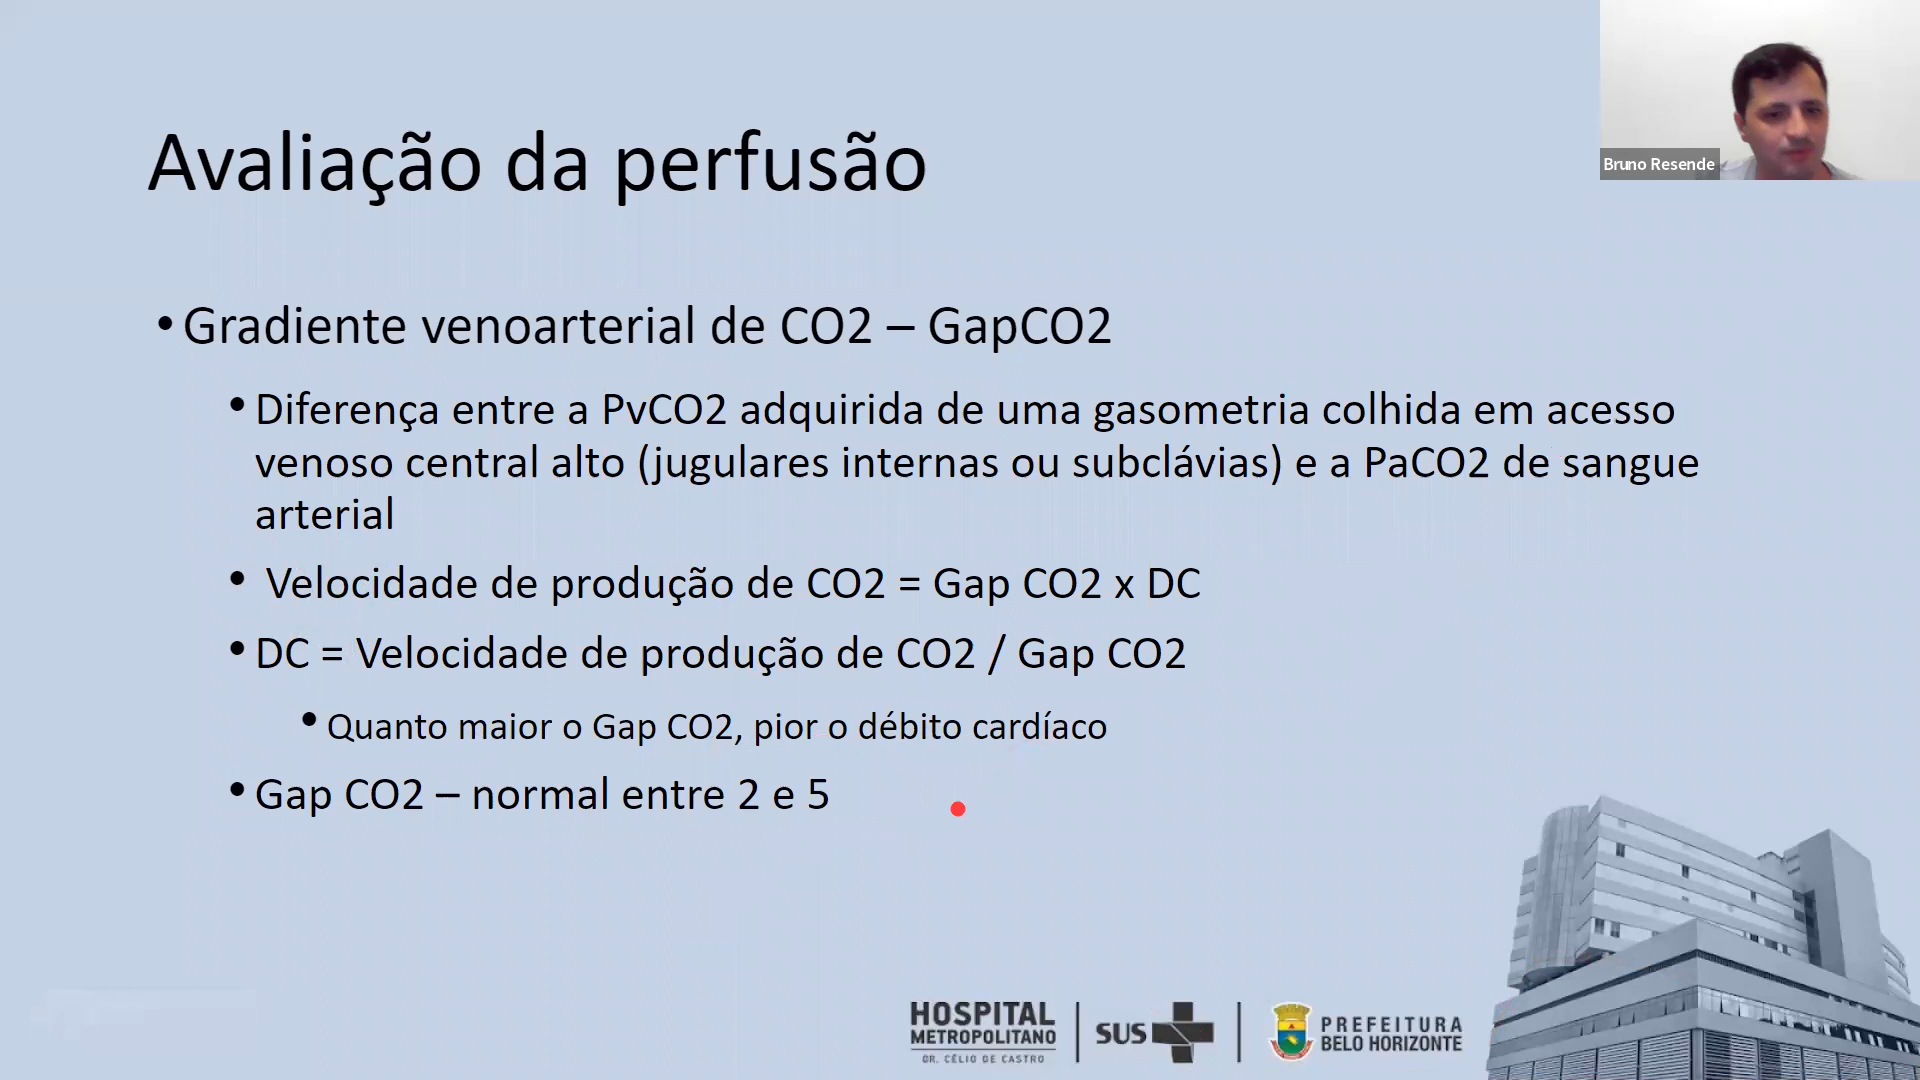 Avaliação da perfusão
Bruno Resende
• Gradiente venoarterial de CO2 – GapCO2
• Diferença entre a PvCO2 adquirida de uma gasometria colhida em acesso
venoso central alto (jugulares internas ou subclávias) e a PaCO2 de sangue
arterial
• Velocidade de produção de CO2 = Gap CO2 x DC
• DC = Velocidade de produção de CO2 / Gap CO2
• Quanto maior o Gap CO2, pior o débito cardíaco
• Gap CO2 – normal entre 2 e 5
HOSPITAL
METROPOLITANO
DR. CÉLIO DE CASTRO
SUS
PREFEITURA
BELO HORIZONTE